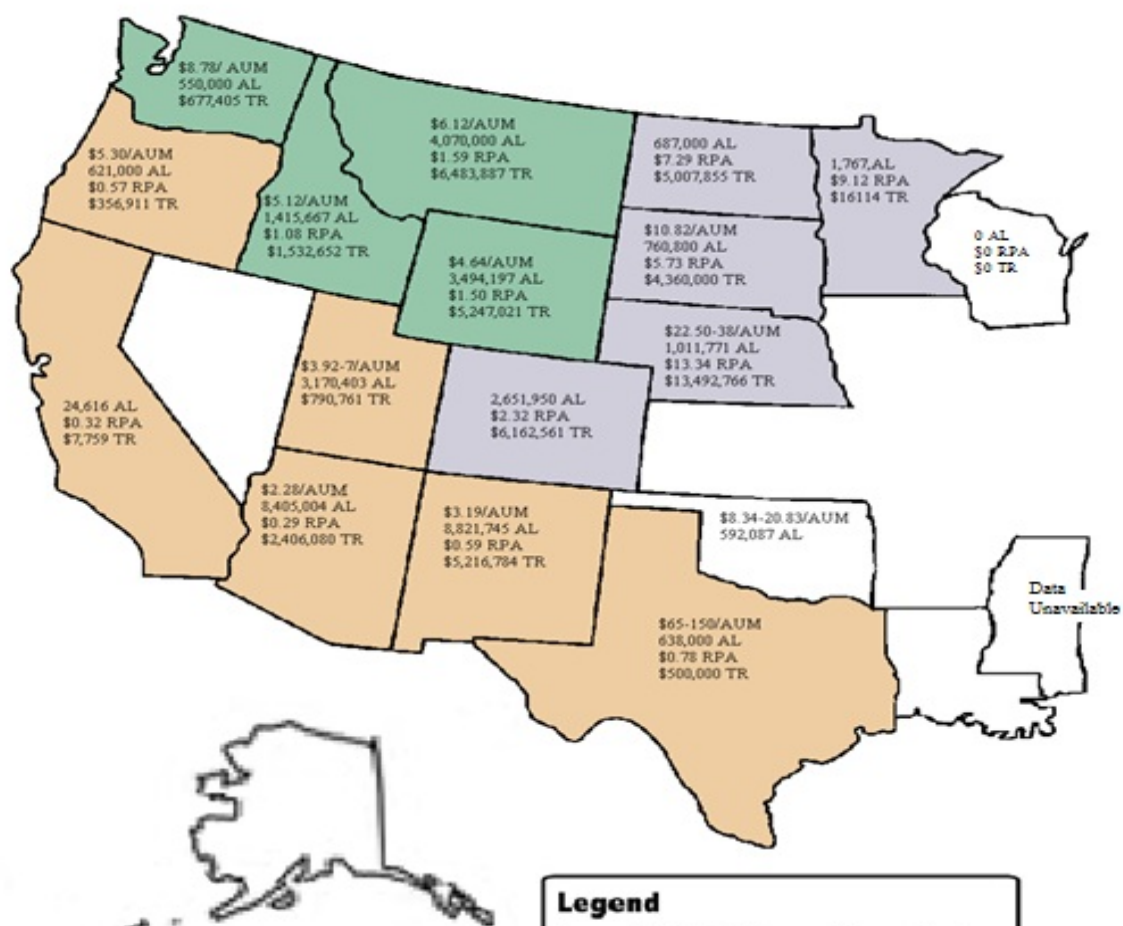 $8.78/ AUM
550,000 AL
$677,405 TR
$5.30/AUM
621,000 AL
$0.57 RPA
$356,911 TR
$5.12/AUM
1,415,667 AL
$1.08 RPA
$1,532,652 TR
$6.12/AUM
4,070,000 AL
$1.59 RPA
$6,483,887 TR
$4.64/AUM
3,494,197 AL
$1.50 RPA
$5,247,021 TR
687,000 AL
$7.29 RPA
$5,007,855 TR
1,767,AL
$9.12 RPA
$16114 TR
0 AL
$0 RPA
$0 TR
$10.82/AUM
760,800 AL
$5.73 RPA
$4,360,000 TR
$22.50-38/AUM
1,011,771 AL
$13.34 RPA
$13,492,766 TR
$3.92-7/AUM
3,170,403 AL
$790,761 TR
2,651,950 AL
$2.32 RPA
$6,162,561 TR
24,616 AL
$0.32 RPA
$7,759 TR
$2.28/AUM
8,405,004 AL
$0.29 RPA
$2,406,080 TR
$3.19/AUM
8,821,745 AL
$0.59 RPA
$5,216,784 TR
$8.34-20.83/AUM
592,087 AL
Data
Unavailable
$65-150/AUM
638,000 AL
$0.78 RPA
$500,000 TR
Legend